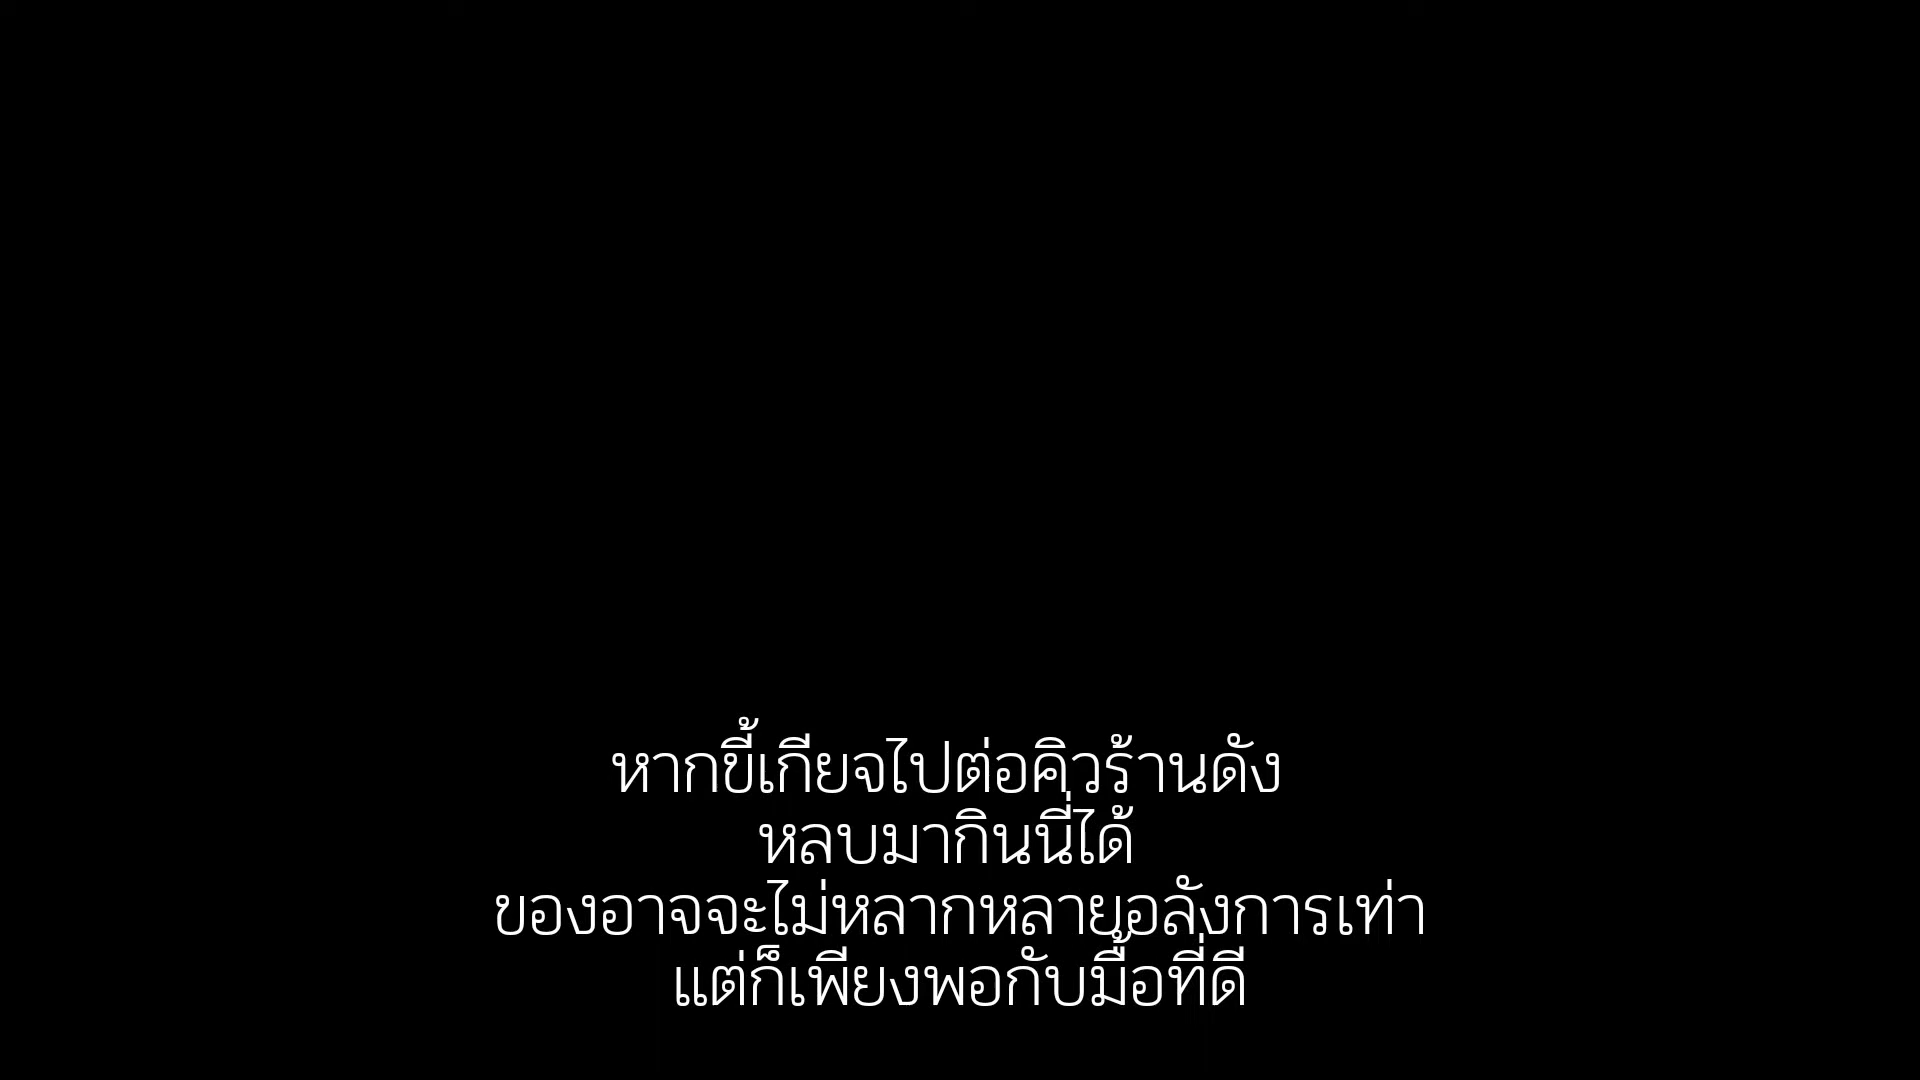 หากขี้เกียจไปต่อคิวร้านดัง
หลบมากินนี่ได้
ของอาจจะไม่หลากหลายอลังการเท่า
แต่ก็เพียงพอกับมื้อที่ดี